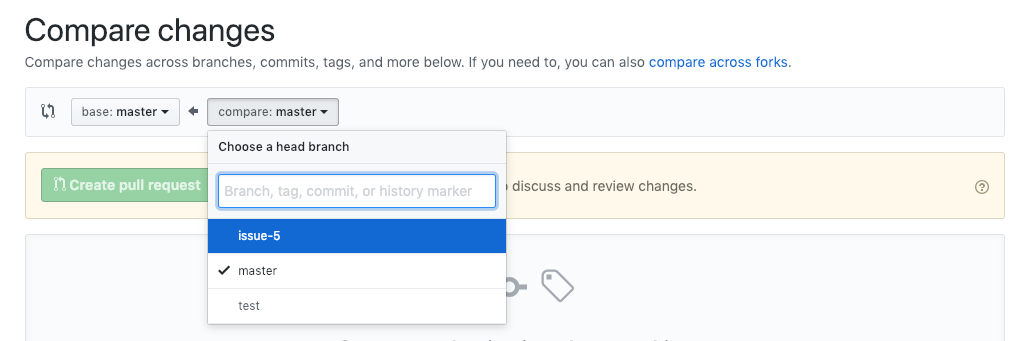 Compare changes
Compare changes across branches, commits, tags, and more below. If you need to, you can also compare across forks.
base: master
compare: master
Choose a head branch
Create pull request
discuss and review changes.
Branch, tag, commit, or history marker
issue-5
master
test